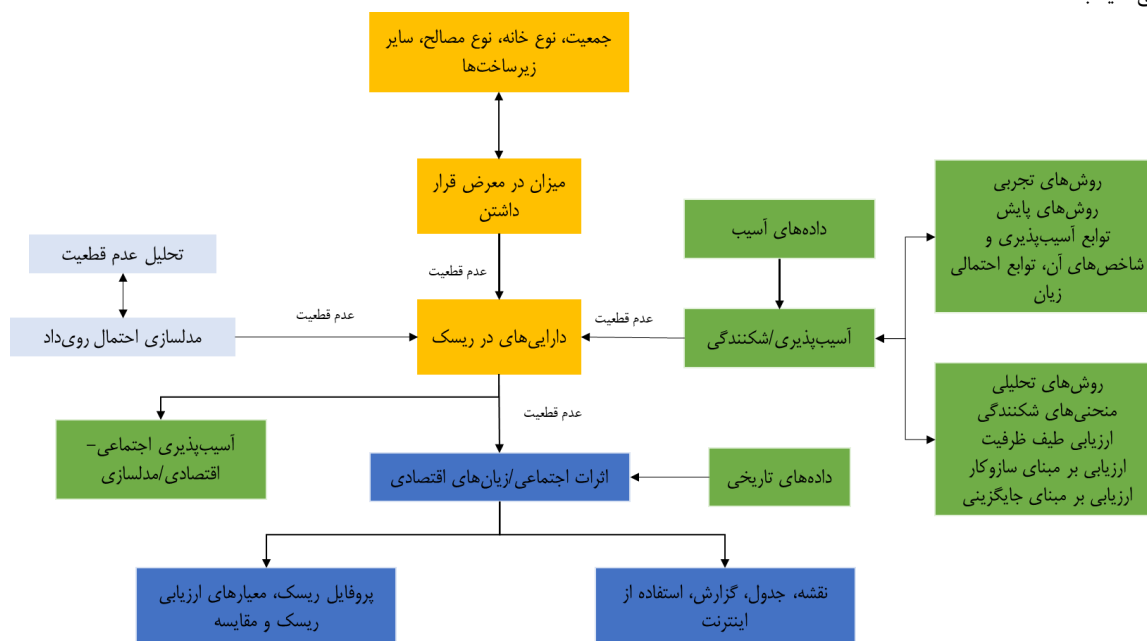 جمعیت، نوع خانه، نوع مصالح، سایر
زیرساخت‌ها
میزان در معرض قرار
داشتن
روش‌های تجربی
روش‌های پایش
توابع آسیب‌پذیری و
شاخص‌های آن، توابع احتمالی
زیان
داده‌های آسیب
تحلیل عدم قطعیت
عدم قطعیت
مدلسازی احتمال روی‌داد
عدم قطعیت
دارایی‌های در ریسک
عدم قطعیت
آسیب‌پذیری/شکنندگی
روش‌های تحلیلی
منحنی‌های شکنندگی
ارزیابی طیف ظرفیت
ارزیابی بر مبنای سازوکار
ارزیابی بر مبنای جایگزینی
عدم قطعیت
آسیب‌پذیری اجتماعی–
اقتصادی/مدلسازی
اثرات اجتماعی/زیان‌های اقتصادی
داده‌های تاریخی
پروفایل ریسک، معیارهای ارزیابی
ریسک و مقایسه
نقشه، جدول، گزارش، استفاده از
اینترنت